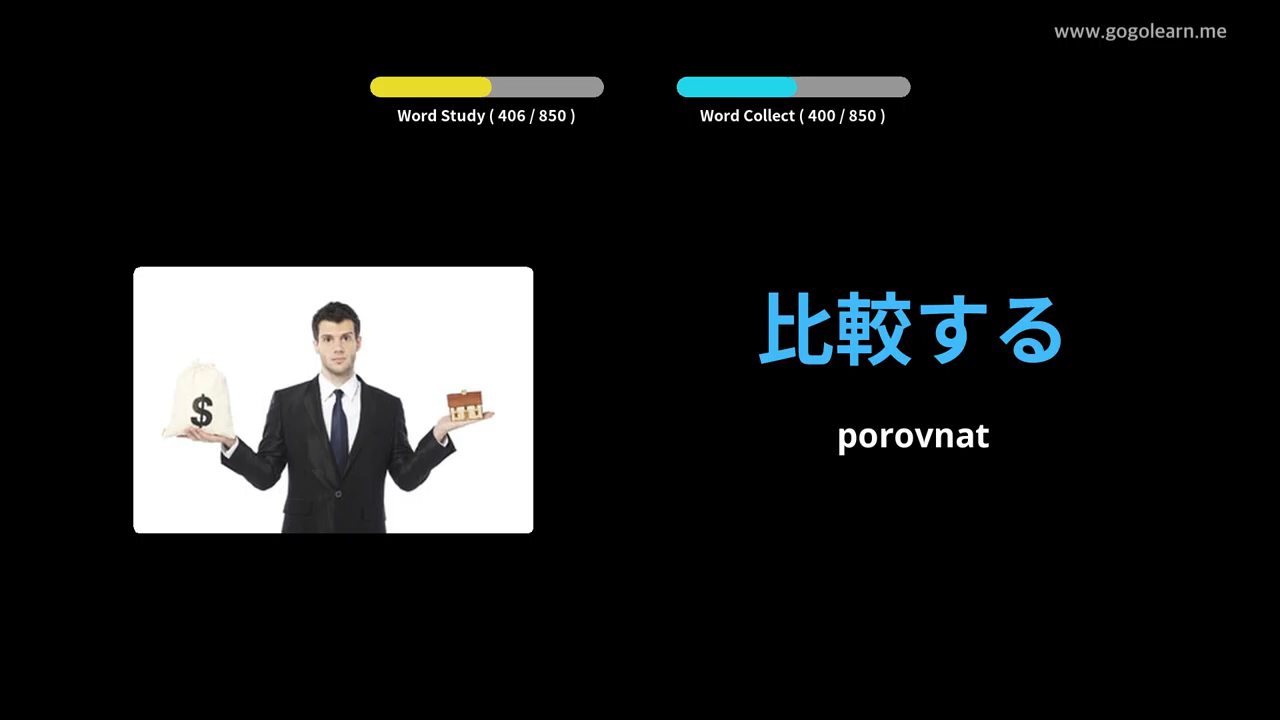 www.gogolearn.me
Word Study ( 406 / 850 )
Word Collect ( 400 / 850 )
$
比較する
porovnat